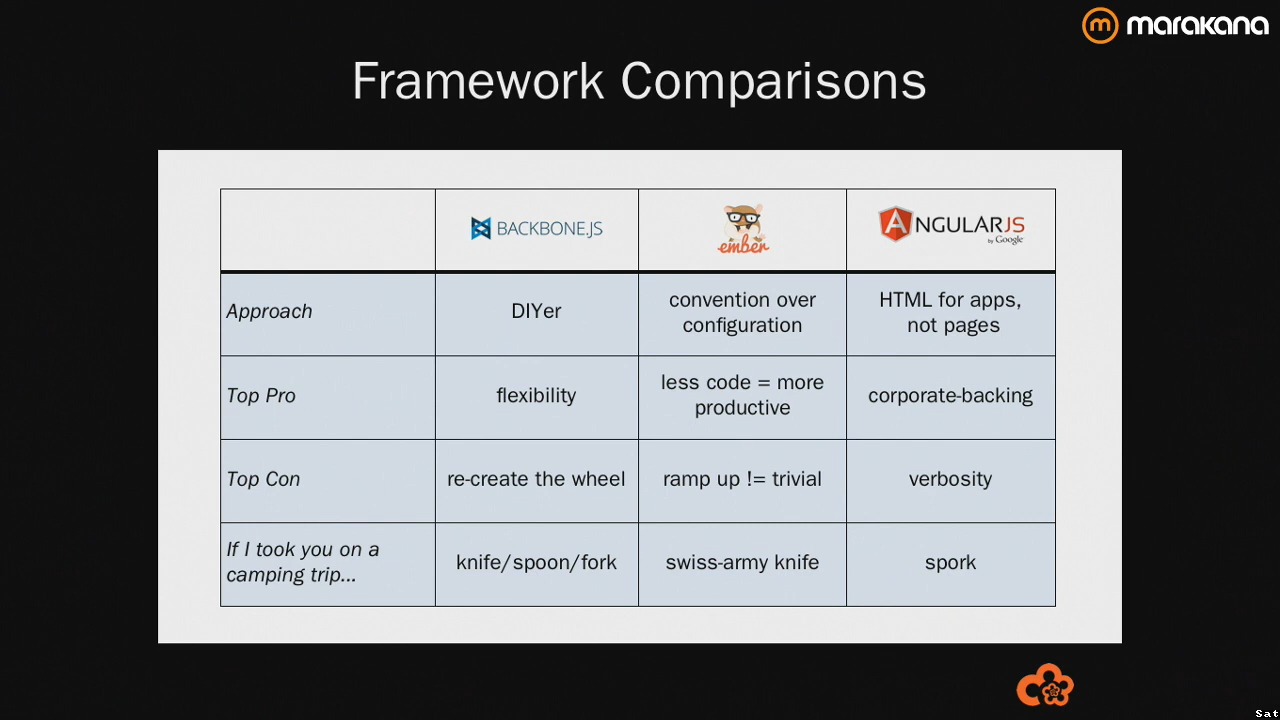 marakana
Framework Comparisons
BACKBONE.JS
ember
ANGULARJS
by Google
Approach
DIYer
convention over
configuration
HTML for apps,
not pages
Top Pro
flexibility
less code = more
productive
corporate-backing
Top Con
re-create the wheel
ramp up != trivial
verbosity
If I took you on a
camping trip...
knife/spoon/fork
swiss-army knife
spork
Sat